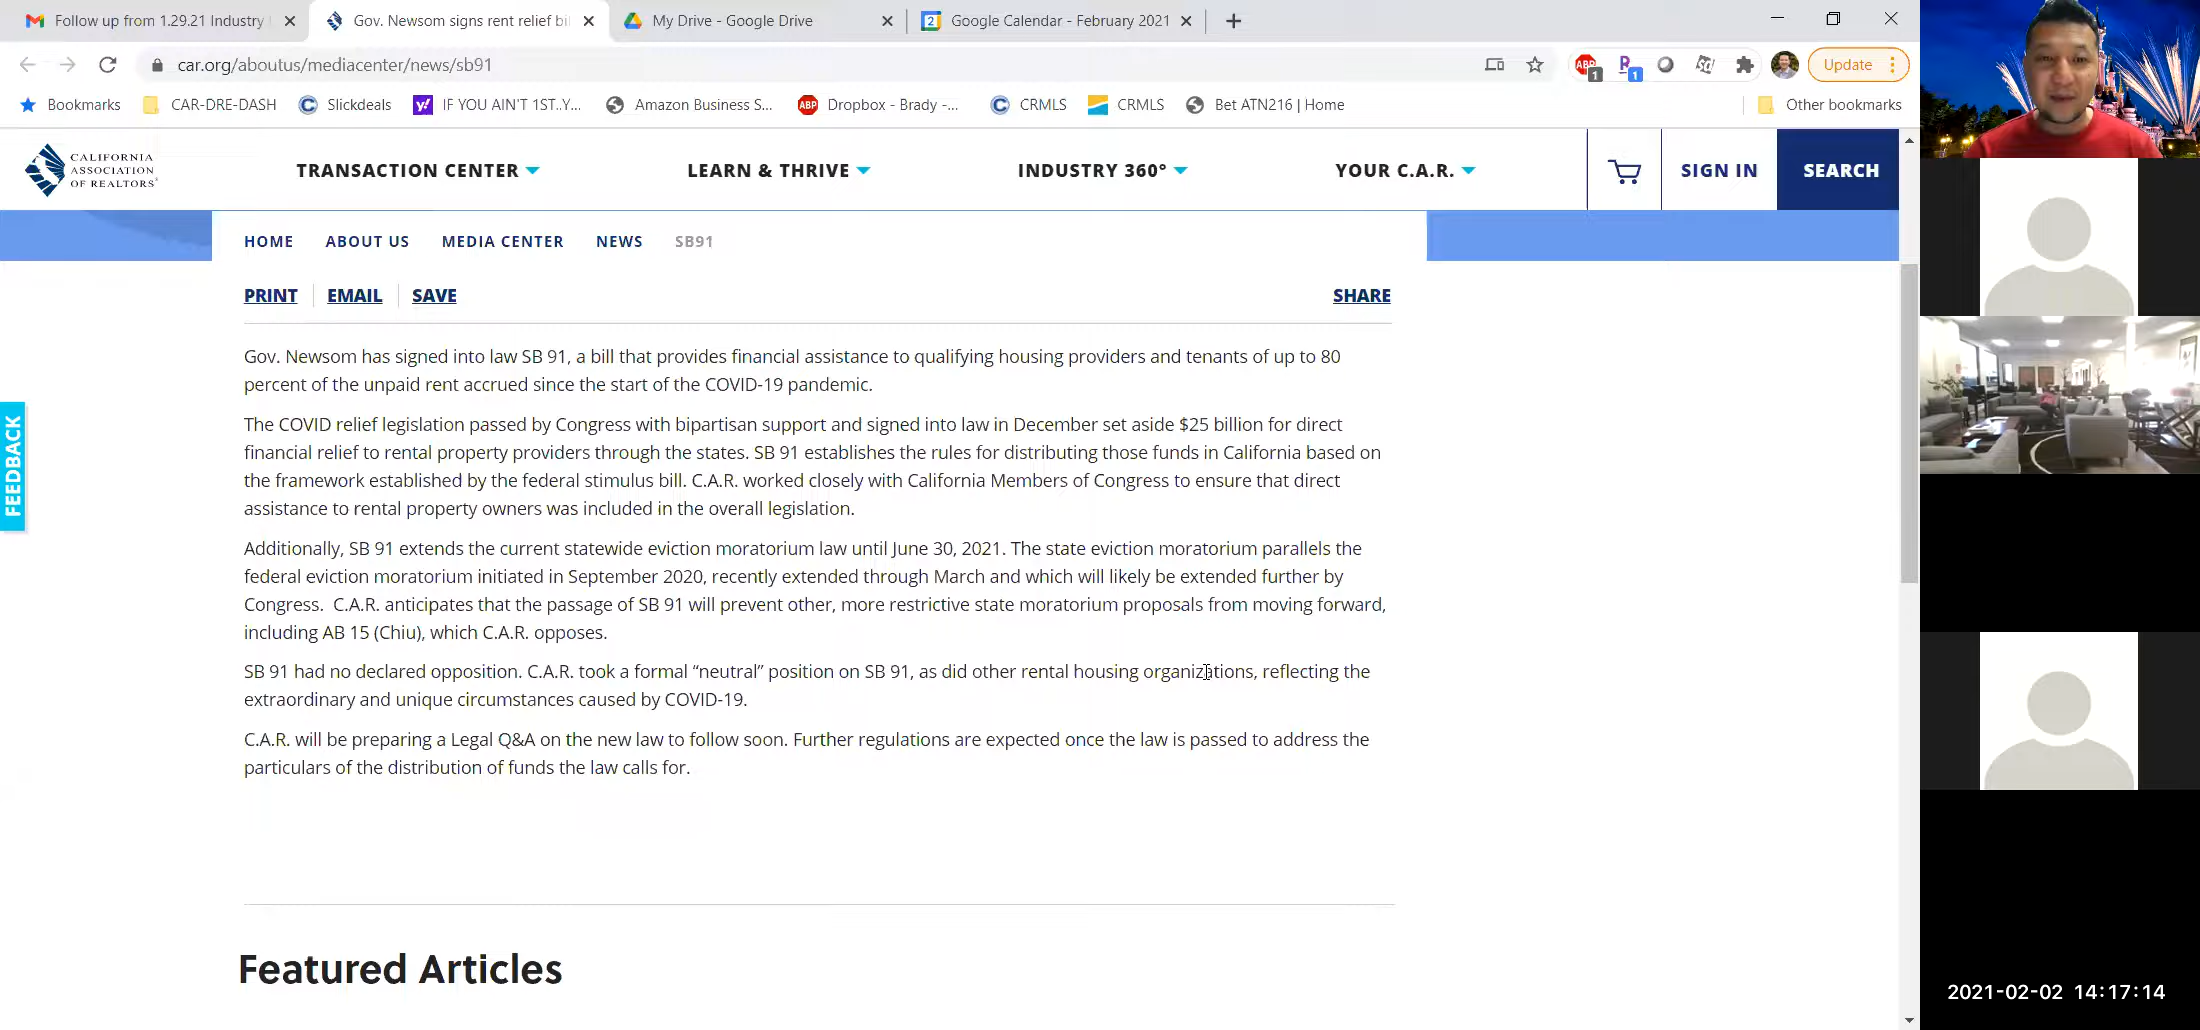 Follow up from 1.29.21 Industry
Gov. Newsom signs rent relief bi
My Drive - Google Drive
2
Google Calendar - February 2021
car.org/aboutus/mediacenter/news/sb91
ABP
1
1
Update
Bookmarks
CAR-DRE-DASH
Slickdeals
y!
IF YOU AIN'T 1ST..Y...
Amazon Business S...
ABP
Dropbox - Brady -...
CRMLS
CRMLS
Bet ATN216 | Home
Other bookmarks
CALIFORNIA
ASSOCIATION
OF REALTORS®
TRANSACTION CENTER
LEARN & THRIVE
INDUSTRY 360°
YOUR C.A.R.
SIGN IN
SEARCH
HOME
ABOUT US
MEDIA CENTER
NEWS
SB91
PRINT
EMAIL
SAVE
SHARE
Gov. Newsom has signed into law SB 91, a bill that provides financial assistance to qualifying housing providers and tenants of up to 80
percent of the unpaid rent accrued since the start of the COVID-19 pandemic.
The COVID relief legislation passed by Congress with bipartisan support and signed into law in December set aside $25 billion for direct
financial relief to rental property providers through the states. SB 91 establishes the rules for distributing those funds in California based on
the framework established by the federal stimulus bill. C.A.R. worked closely with California Members of Congress to ensure that direct
assistance to rental property owners was included in the overall legislation.
FEEDBACK
Additionally, SB 91 extends the current statewide eviction moratorium law until June 30, 2021. The state eviction moratorium parallels the
federal eviction moratorium initiated in September 2020, recently extended through March and which will likely be extended further by
Congress. C.A.R. anticipates that the passage of SB 91 will prevent other, more restrictive state moratorium proposals from moving forward,
including AB 15 (Chiu), which C.A.R. opposes.
SB 91 had no declared opposition. C.A.R. took a formal “neutral” position on SB 91, as did other rental housing organizations, reflecting the
extraordinary and unique circumstances caused by COVID-19.
C.A.R. will be preparing a Legal Q&A on the new law to follow soon. Further regulations are expected once the law is passed to address the
particulars of the distribution of funds the law calls for.
Featured Articles
2021-02-02 14:17:14